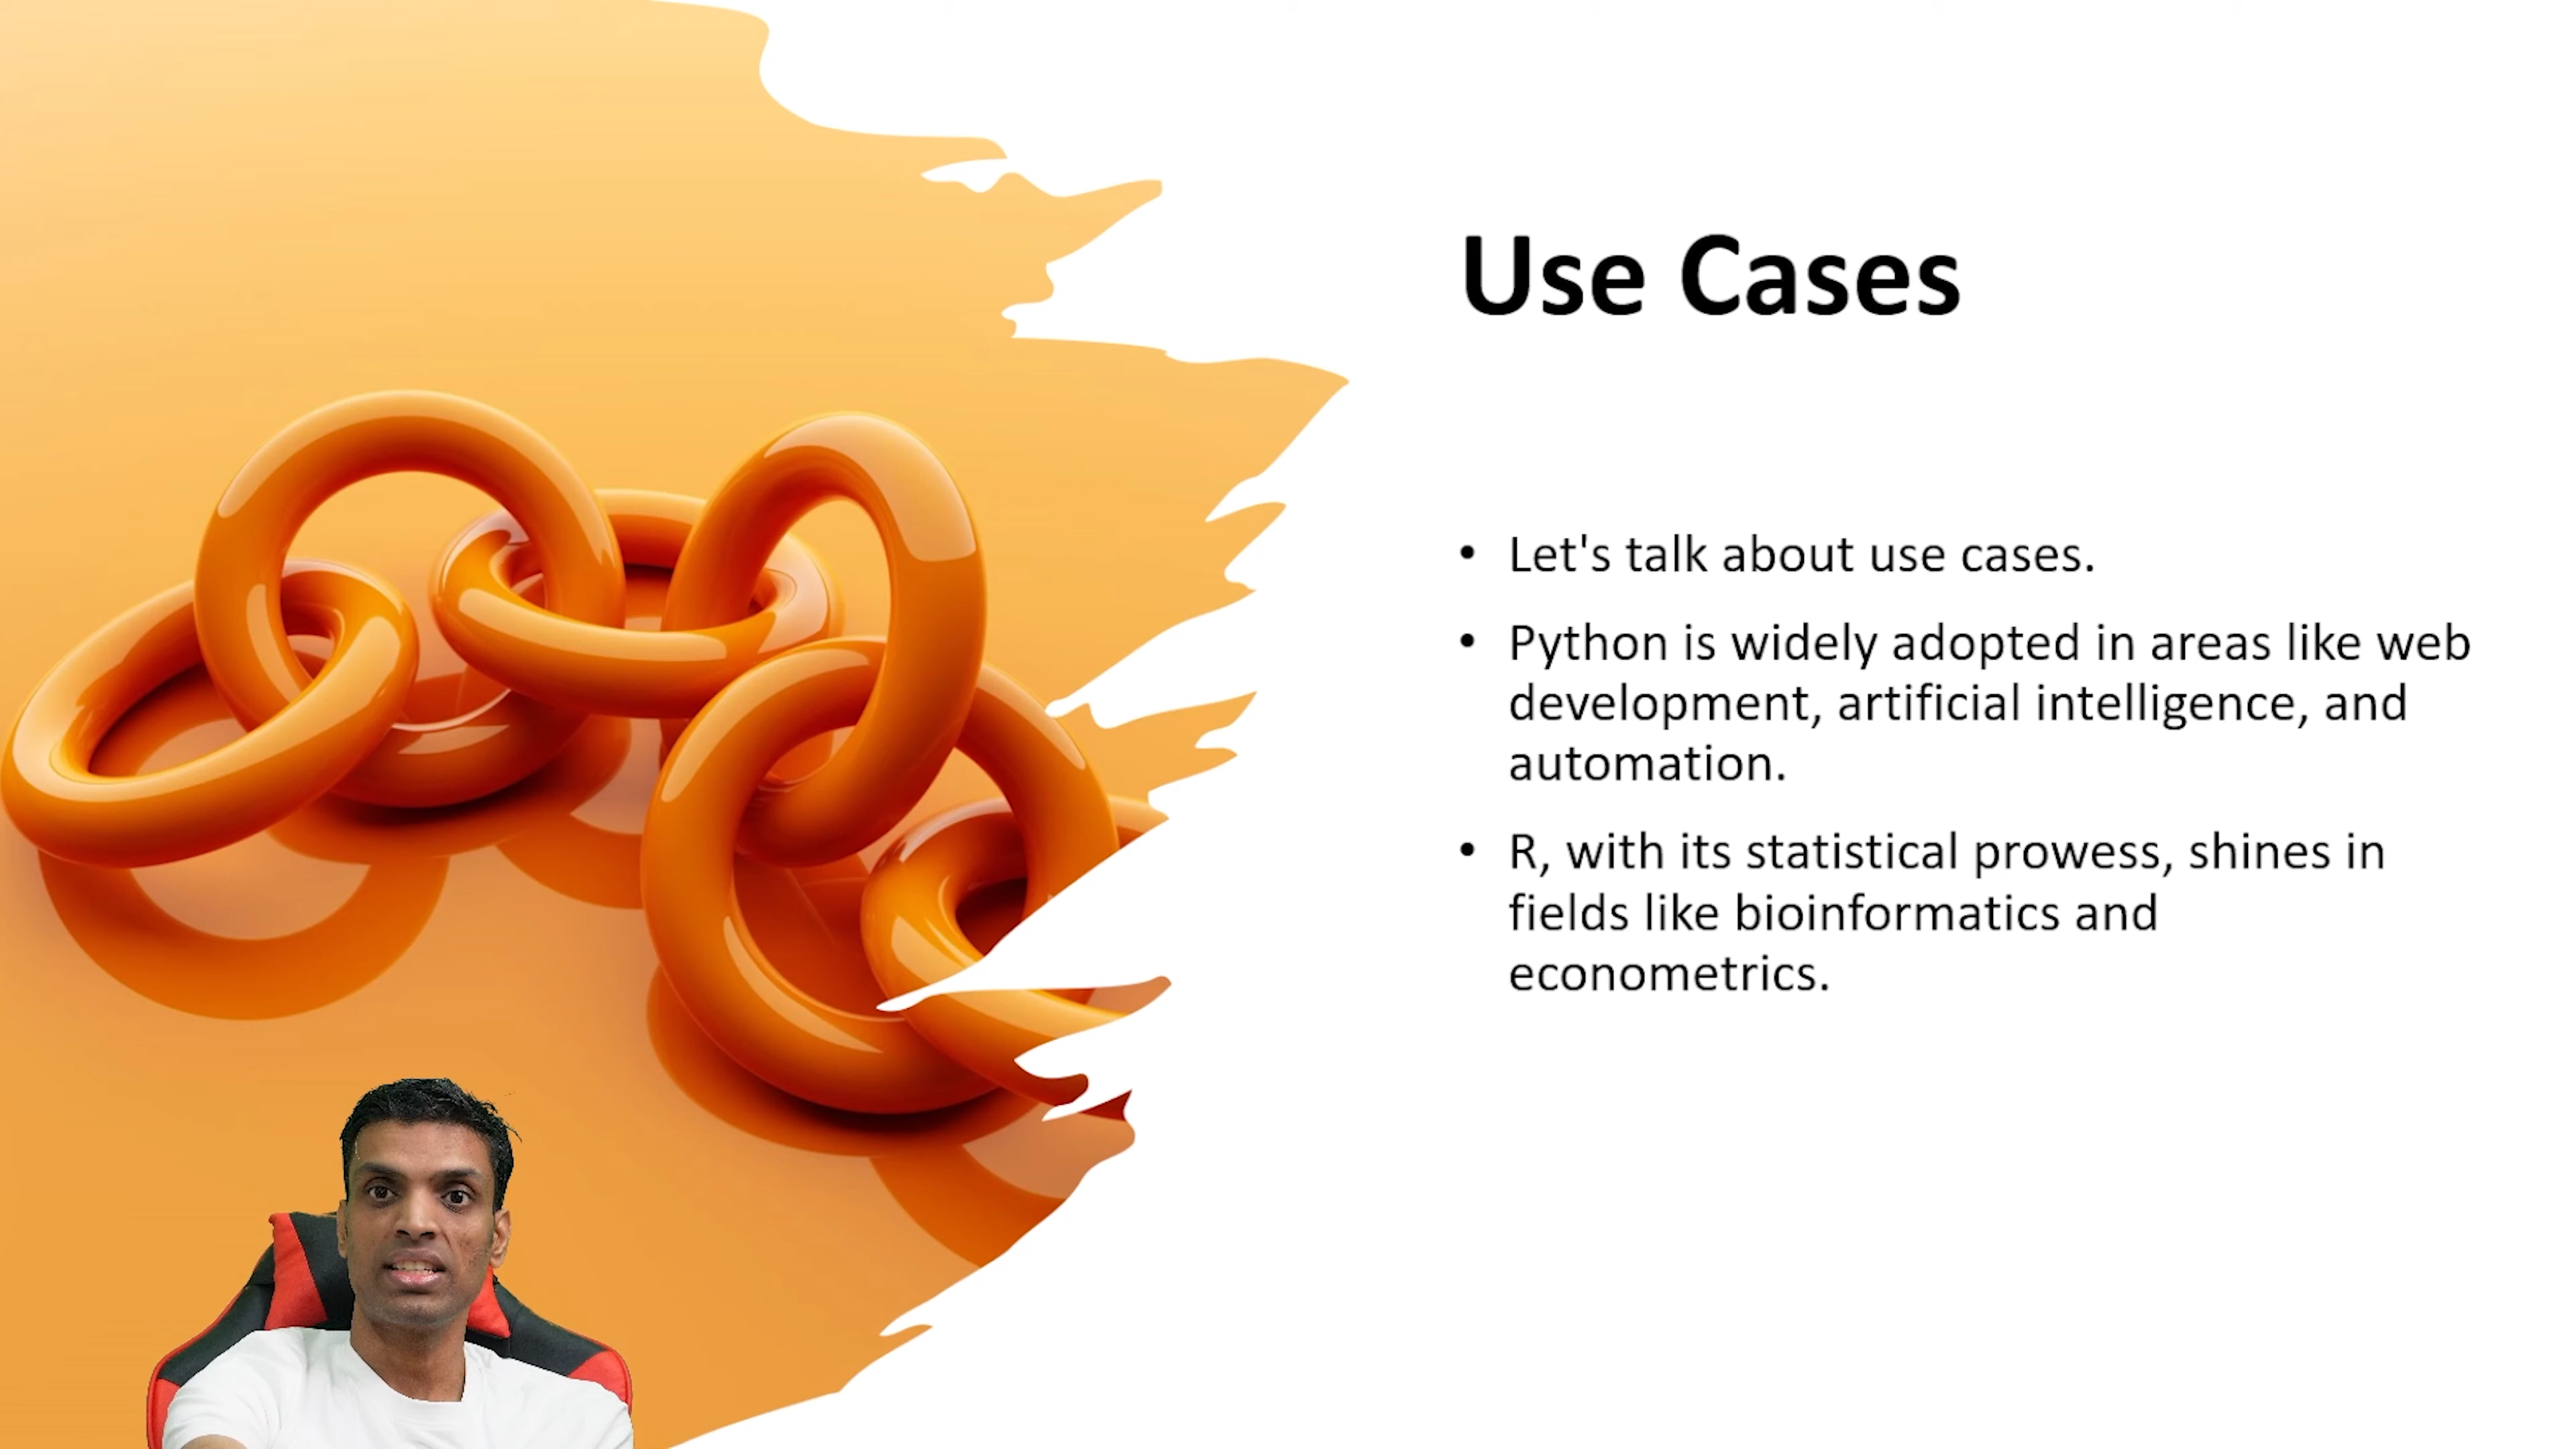 Use Cases
• Let's talk about use cases.
• Python is widely adopted in areas like web
development, artificial intelligence, and
automation.
• R, with its statistical prowess, shines in
fields like bioinformatics and
econometrics.